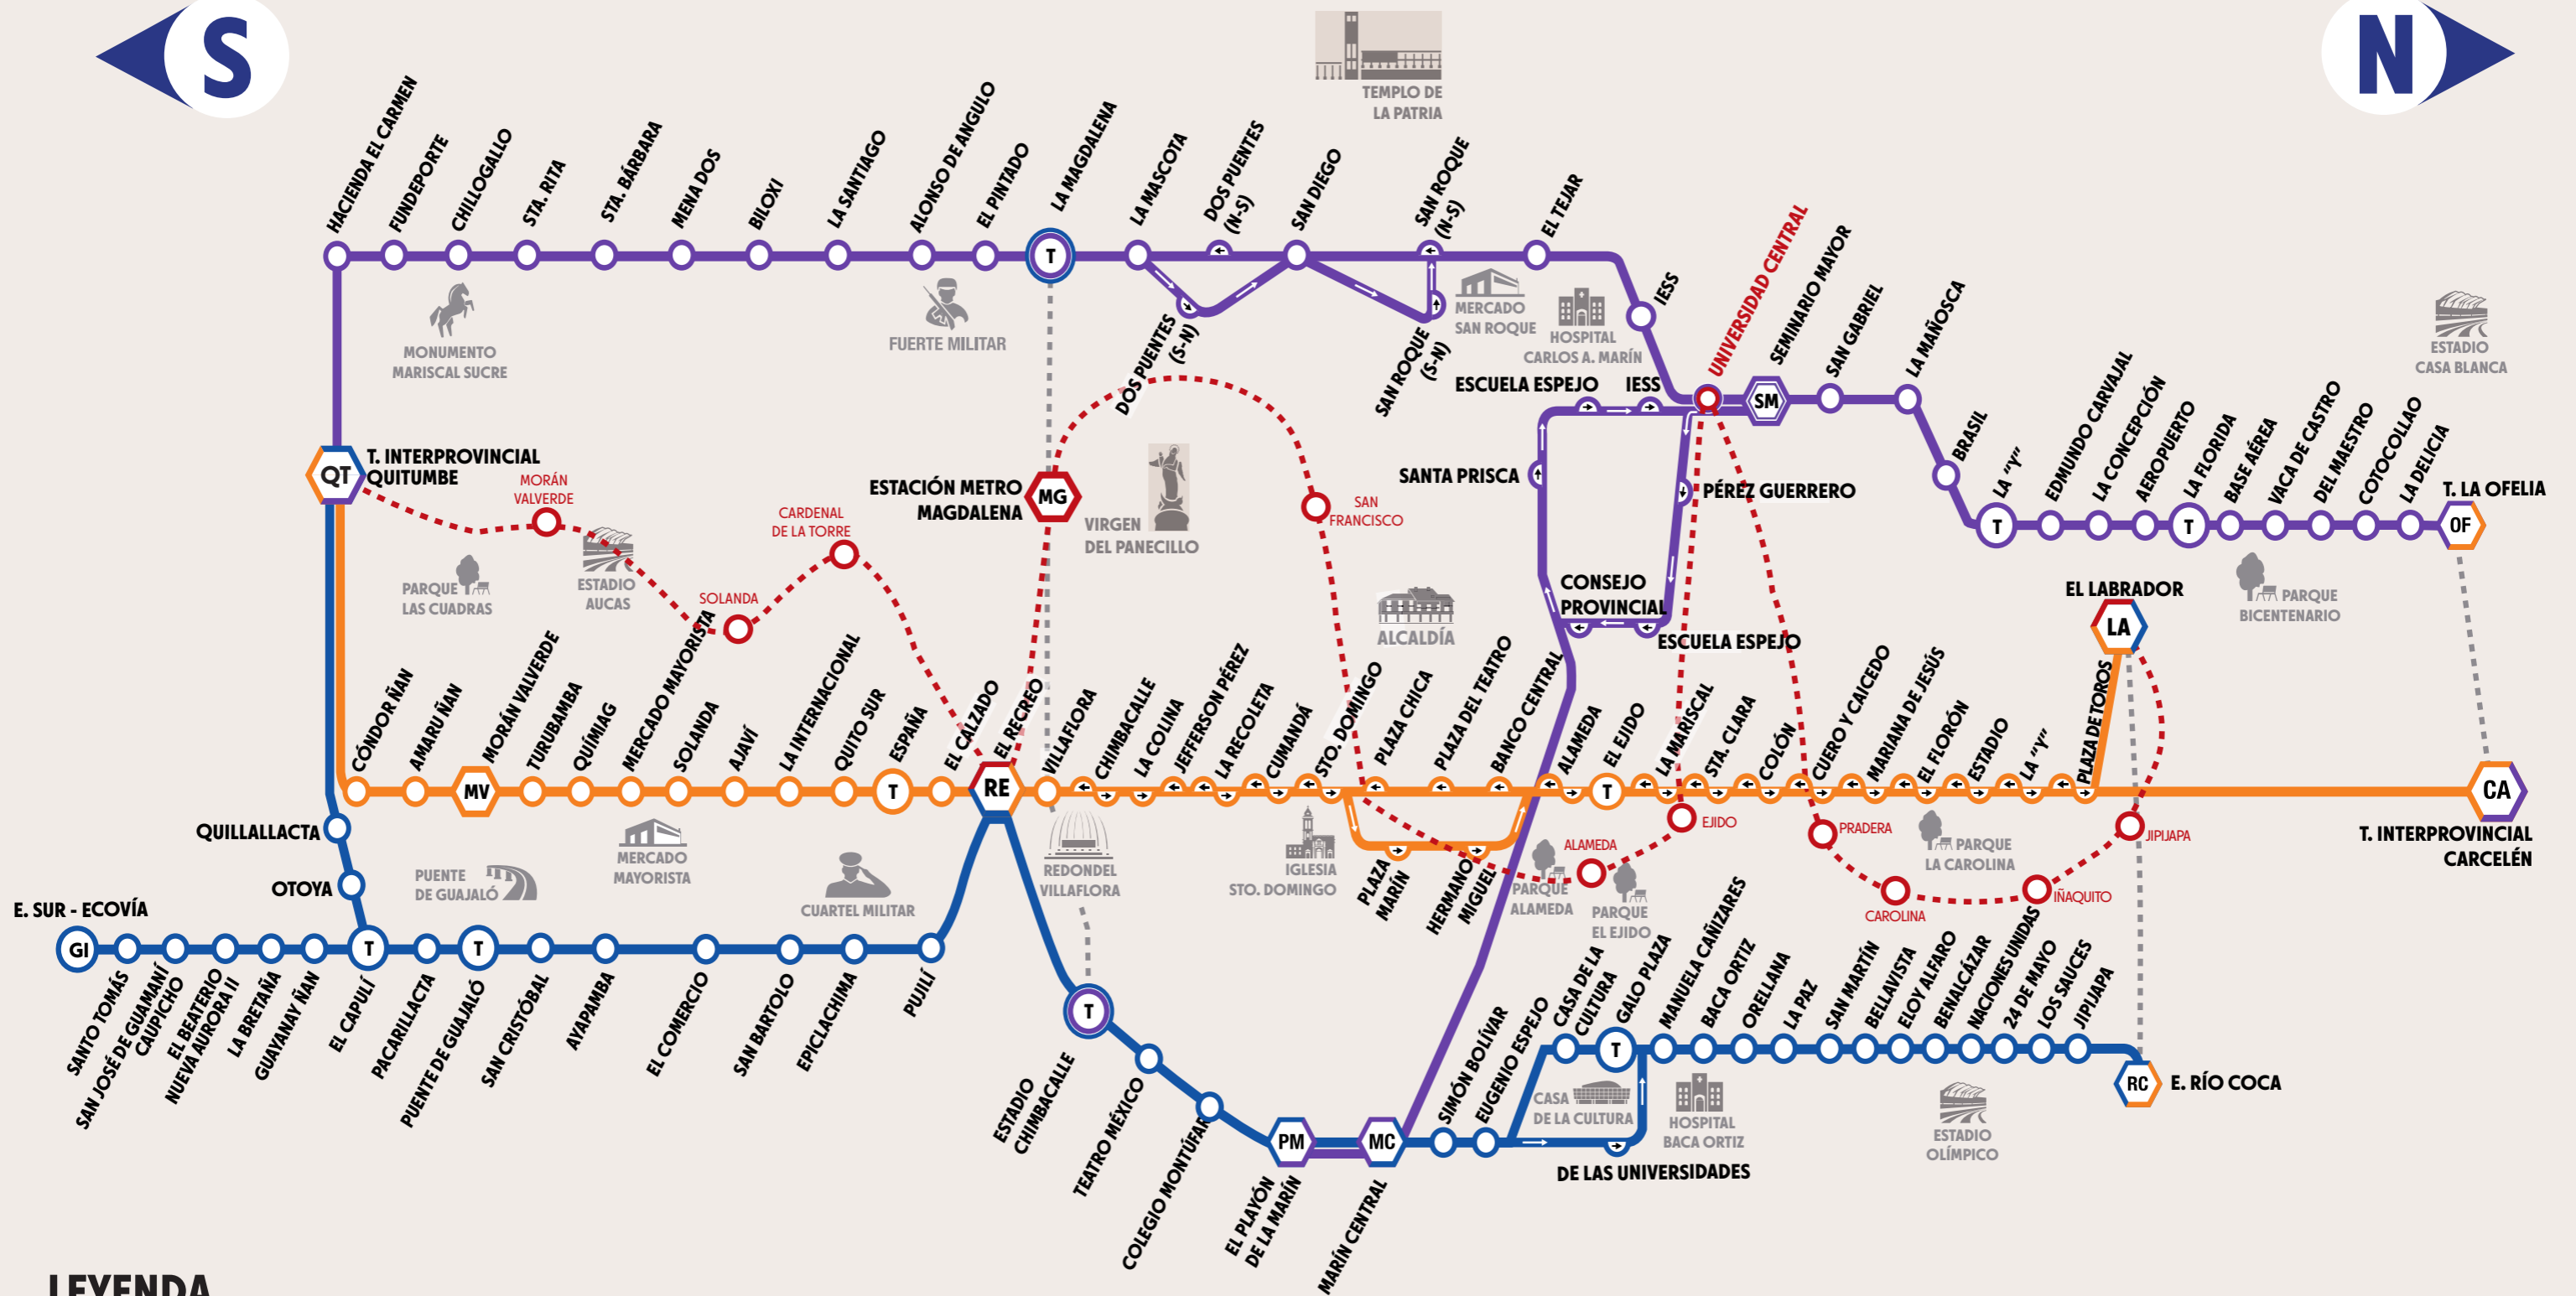 S
N
TEMPLO DE
LA PATRIA
HACIENDA EL CARMEN
FUNDEPORTE
CHILLOGALLO
STA. RITA
STA. BÁRBARA
MENA DOS
BILOXI
LA SANTIAGO
ALONSO DE ANGULO
EL PINTADO
LA MAGDALENA
LA MASCOTA
DOS PUENTES
(N-S)
SAN DIEGO
SAN ROQUE
(N-S)
EL TEJAR
T
MONUMENTO
MARISCAL SUCRE
FUERTE MILITAR
DOS PUENTES
(S-N)
SAN ROQUE
(S-N)
MERCADO
SAN ROQUE
HOSPITAL
CARLOS A. MARÍN
IESS
UNIVERSIDAD CENTRAL
SEMINARIO MAYOR
SAN GABRIEL
LA MAÑOSCA
ESTADIO
CASA BLANCA
ESCUELA ESPEJO
IESS
SM
BRASIL
LA "Y"
EDMUNDO CARVAJAL
LA CONCEPCIÓN
AEROPUERTO
LA FLORIDA
BASE AÉREA
VACA DE CASTRO
DEL MAESTRO
COTOCOLLAO
LA DELICIA
T. LA OFELIA
T
T
OF
QT
T. INTERPROVINCIAL
QUITUMBE
MORÁN
VALVERDE
CARDENAL
DE LA TORRE
ESTACIÓN METRO
MAGDALENA
MG
VIRGEN
DEL PANECILLO
SAN
FRANCISCO
SANTA PRISCA
PÉREZ GUERRERO
PARQUE
LAS CUADRAS
ESTADIO
AUCAS
SOLANDA
ALCALDÍA
CONSEJO
PROVINCIAL
ESCUELA ESPEJO
EL LABRADOR
LA
PARQUE
BICENTENARIO
CÓNDOR ÑAN
AMARU ÑAN
MORÁN VALVERDE
TURUBAMBA
QUÍMIAG
MERCADO MAYORISTA
SOLANDA
AJAVÍ
LA INTERNACIONAL
QUITO SUR
ESPAÑA
EL CALZADO
EL RECREO
VILLAFLORA
CHIMBACALLE
LA COLINA
JEFFERSON PÉREZ
LA RECOLETA
CUMANDÁ
STO. DOMINGO
PLAZA CHICA
PLAZA DEL TEATRO
BANCO CENTRAL
ALAMEDA
EL EJIDO
LA MARISCAL
STA. CLARA
COLÓN
CUERO Y CAICEDO
MARIANA DE JESÚS
EL FLORÓN
ESTADIO
LA "Y"
PLAZA DE TOROS
MV
T
RE
T
CA
T. INTERPROVINCIAL
CARCELÉN
QUILLALLACTA
OTOYA
PUENTE
DE GUAJALÓ
MERCADO
MAYORISTA
CUARTEL MILITAR
REDONDEL
VILLAFLORA
IGLESIA
STO. DOMINGO
PLAZA
MARÍN
HERMANO
MIGUEL
PARQUE
ALAMEDA
ALAMEDA
PARQUE
EL EJIDO
EJIDO
PRADERA
PARQUE
LA CAROLINA
CAROLINA
IÑAQUITO
JIPIJAPA
E. SUR - ECOVÍA
GI
T
T
SANTO TOMÁS
SAN JOSÉ DE GUAMANÍ
CAUPICHO
EL BEATERIO
NUEVA AURORA II
LA BRETAÑA
GUAYANAY ÑAN
EL CAPULÍ
PACARILLACTA
PUENTE DE GUAJALÓ
SAN CRISTÓBAL
AYAPAMBA
EL COMERCIO
SAN BARTOLO
EPICLACHIMA
PUJILÍ
T
ESTADIO
CHIMBACALLE
TEATRO MÉXICO
COLEGIO MONTÚFAR
PM
EL PLAYÓN
DE LA MARÍN
MC
MARÍN CENTRAL
SIMÓN BOLÍVAR
EUGENIO ESPEJO
CASA DE LA
CULTURA
GALO PLAZA
MANUELA CAÑIZARES
BACA ORTIZ
ORELLANA
LA PAZ
SAN MARTÍN
BELLAVISTA
ELOY ALFARO
BENALCÁZAR
NACIONES UNIDAS
24 DE MAYO
LOS SAUCES
JIPIJAPA
T
CASA
DE LA CULTURA
HOSPITAL
BACA ORTIZ
ESTADIO
OLÍMPICO
RC
E. RÍO COCA
DE LAS UNIVERSIDADES
LEYENDA